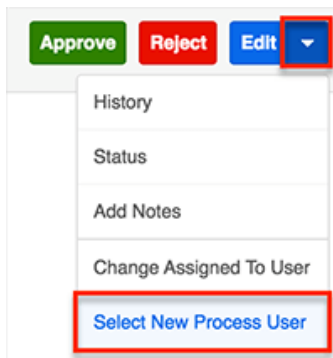 Approve Reject Edit
History
Status
Add Notes
Change Assigned To User
Select New Process User